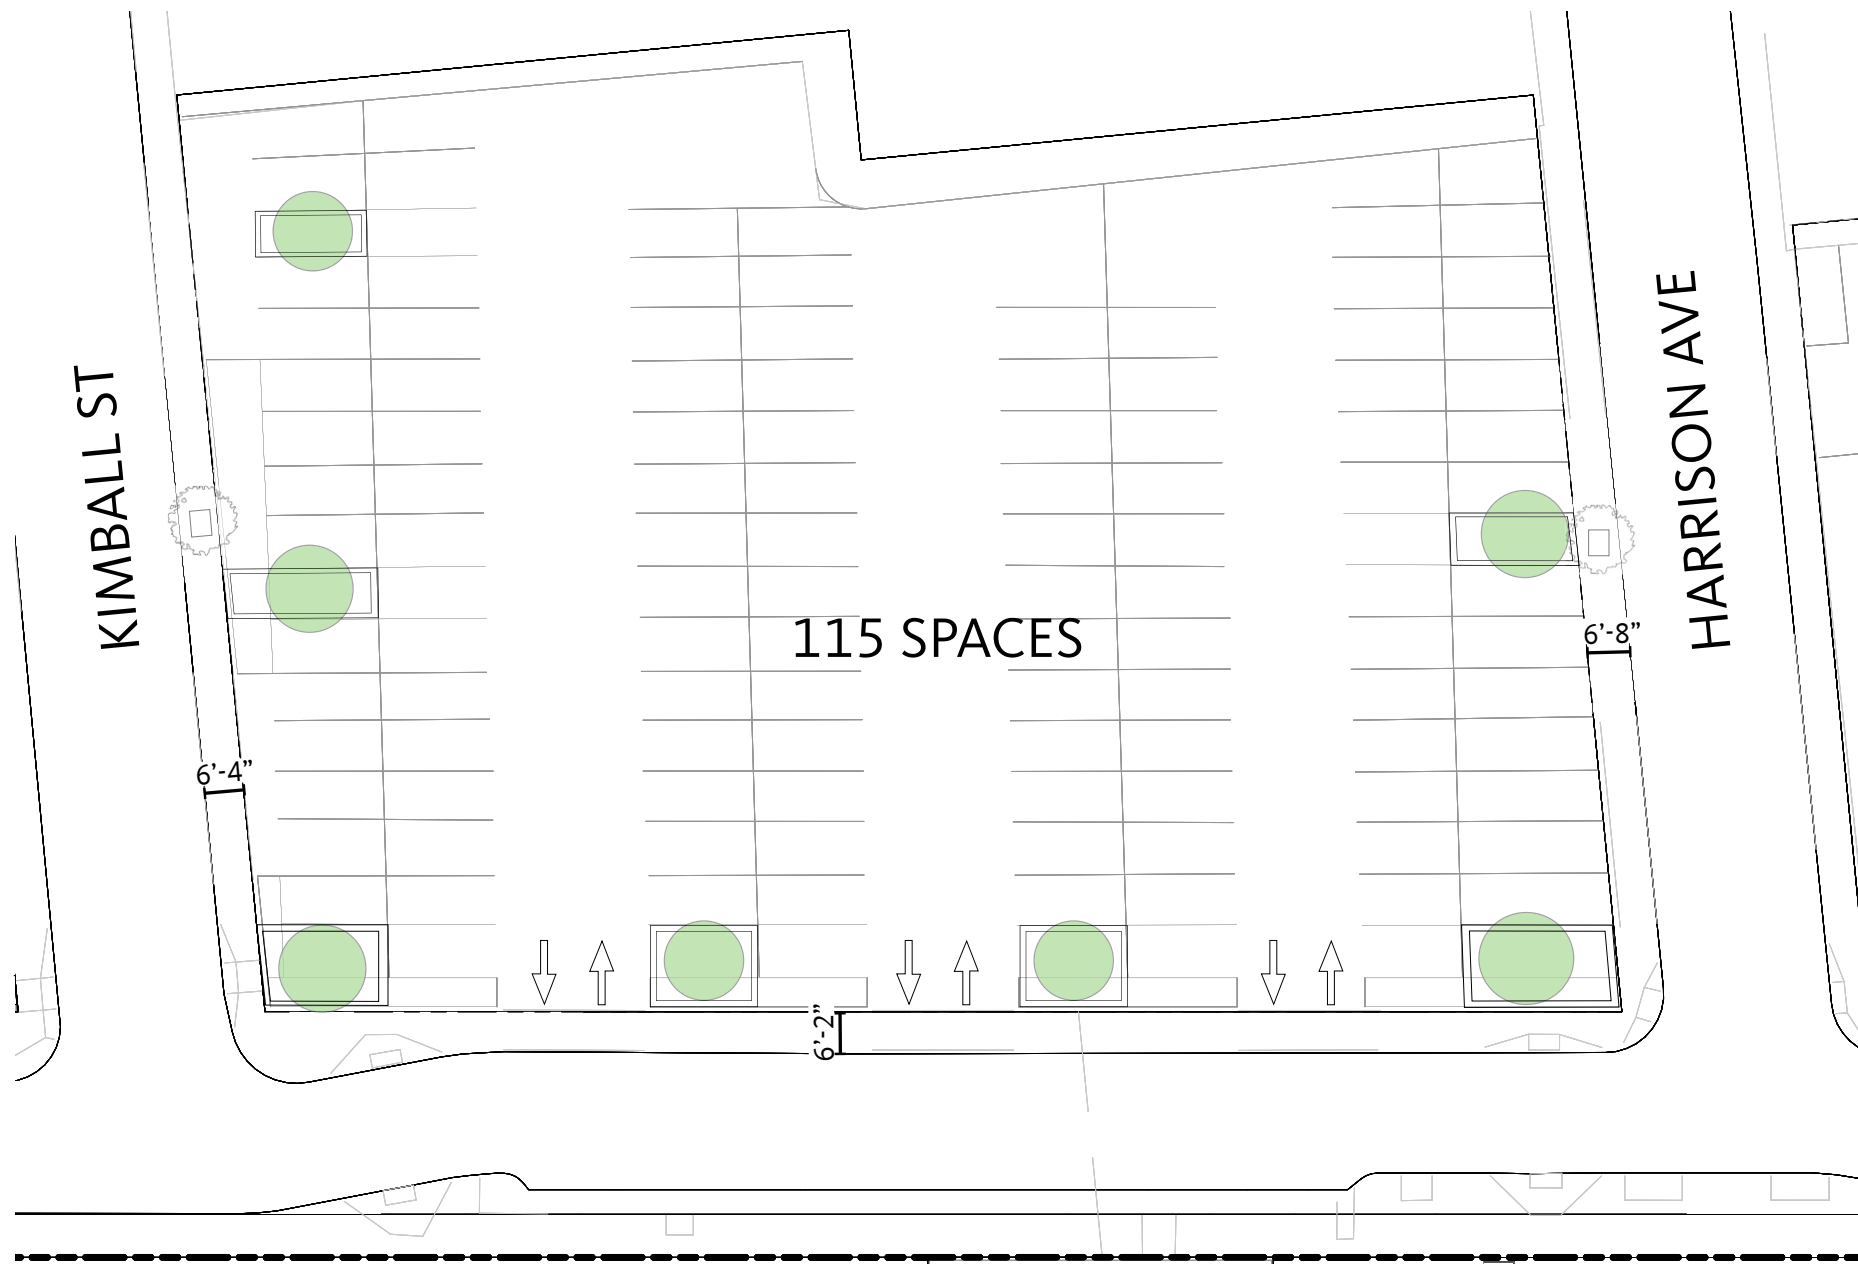 KIMBALL ST
HARRISON AVE
115 SPACES
6’-8”
6’-4”
6’-2”